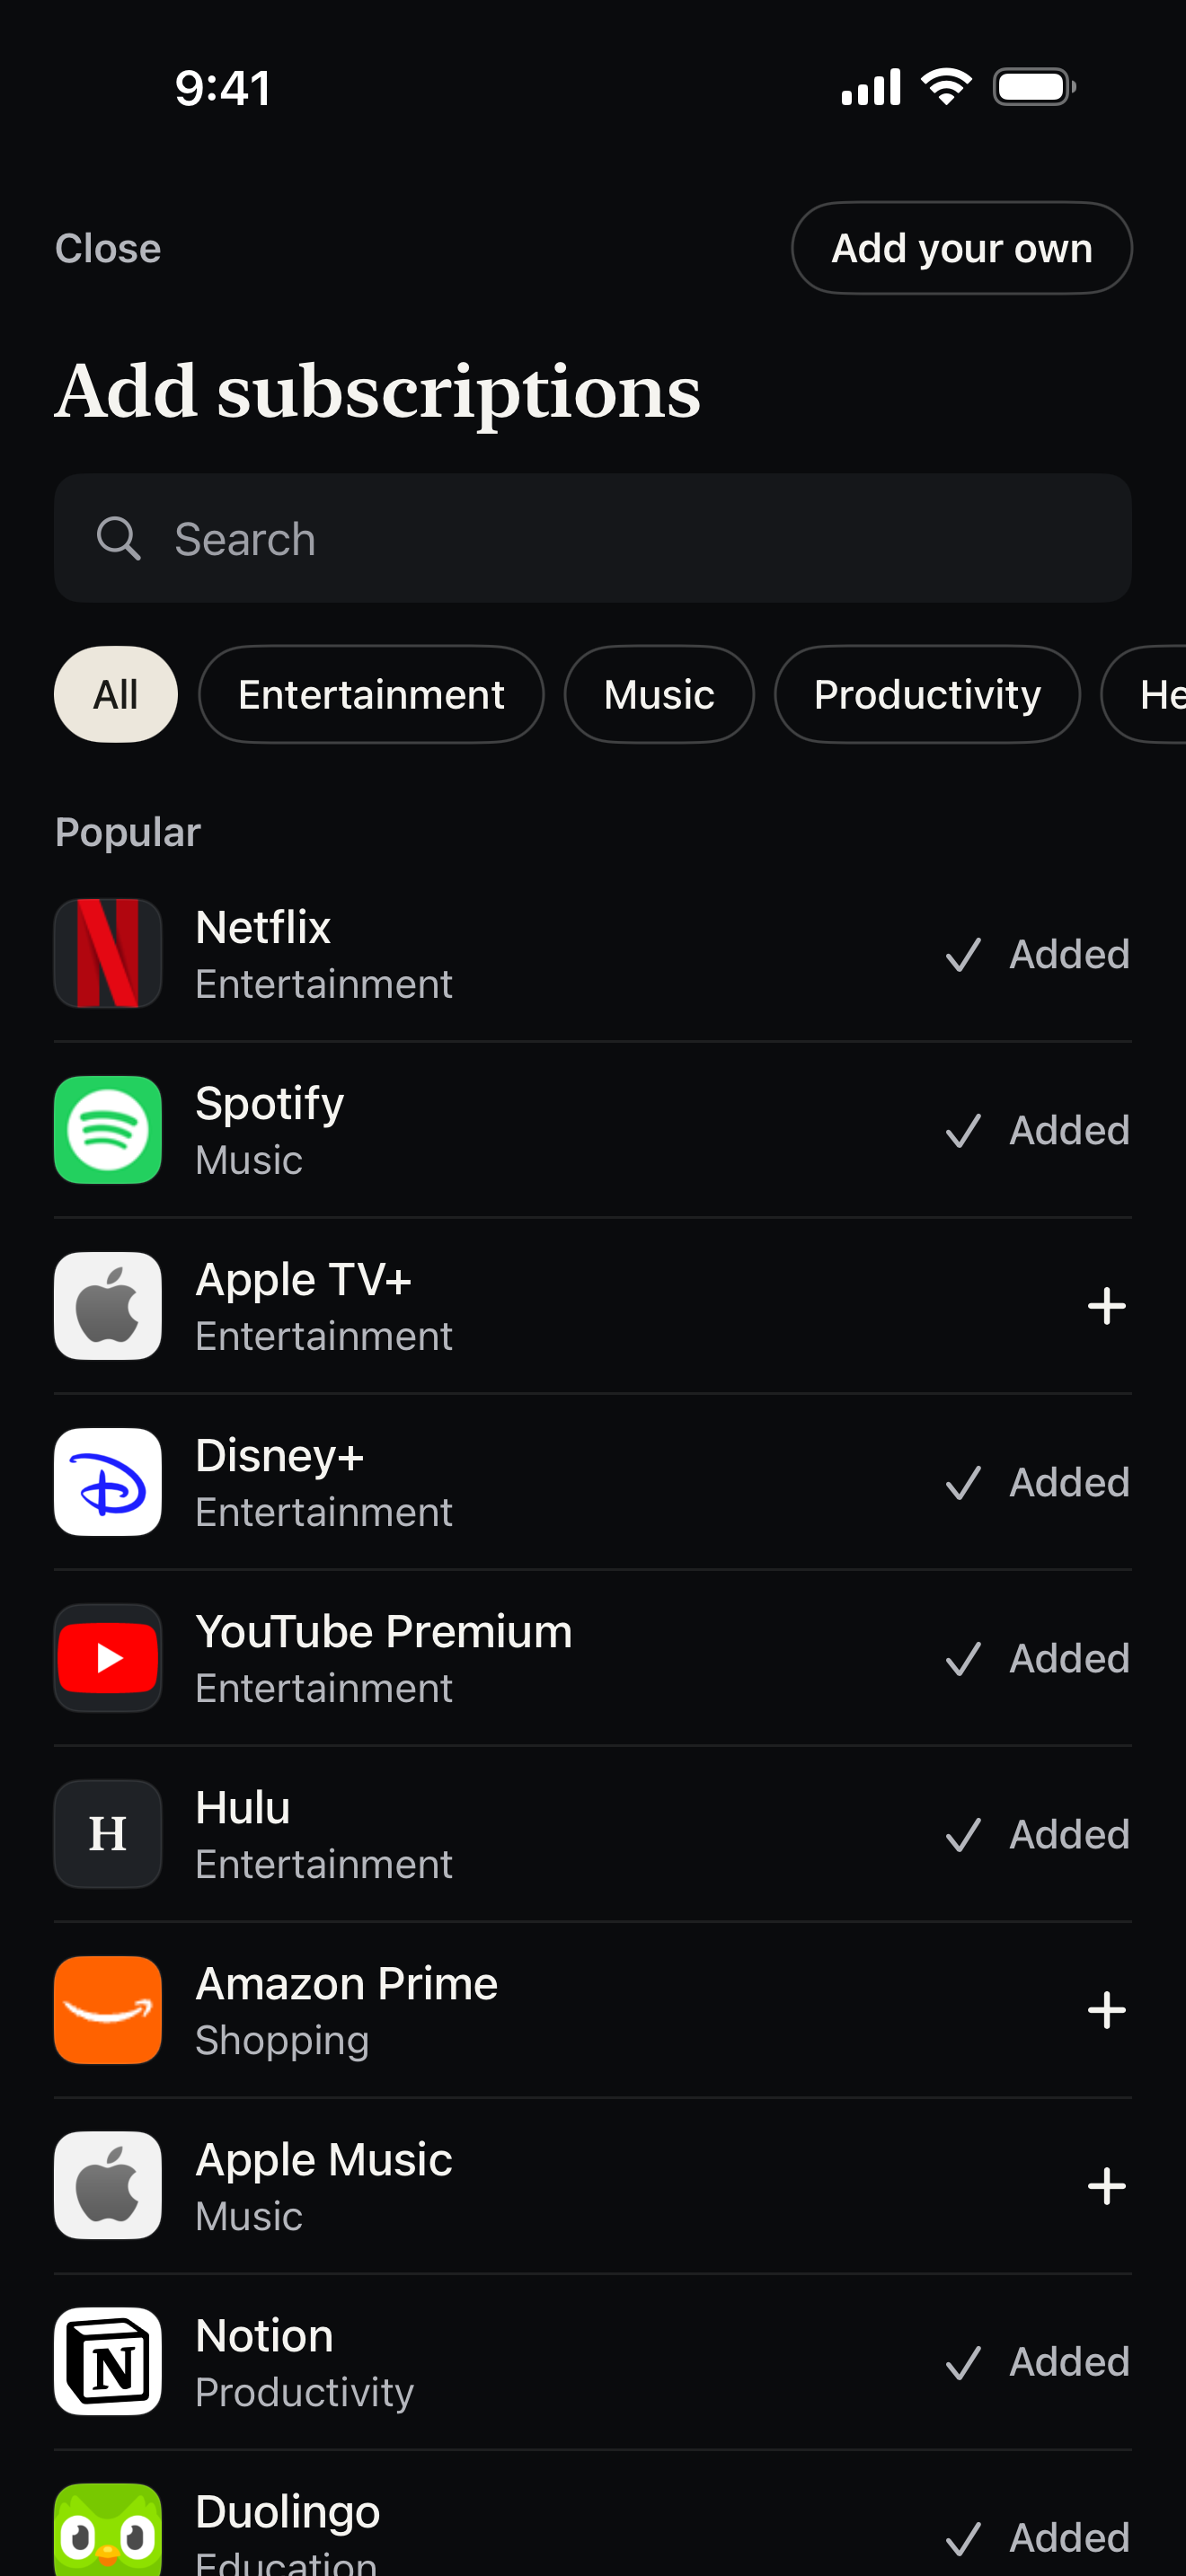 9:41
Close
Add your own
Add subscriptions
Search
All Entertainment Music Productivity He
Popular
Netflix
Entertainment
Added
Spotify
Music
Added
Apple TV+
Entertainment
Disney+
Entertainment
Added
YouTube Premium
Entertainment
Added
H
Hulu
Entertainment
Added
Amazon Prime
Shopping
Apple Music
Music
Notion
Productivity
Added
Duolingo
Education
Added